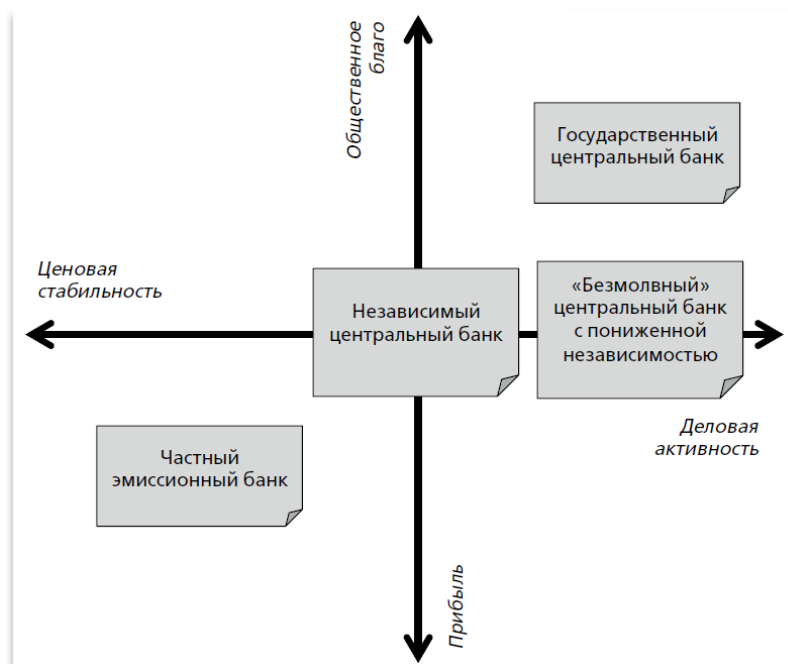 Общественное
благо
Государственный
центральный банк
Ценовая
стабильность
Независимый
центральный банк
«Безмолвный»
центральный банк
с пониженной
независимостью
Деловая
активность
Частный
эмиссионный банк
Прибыль